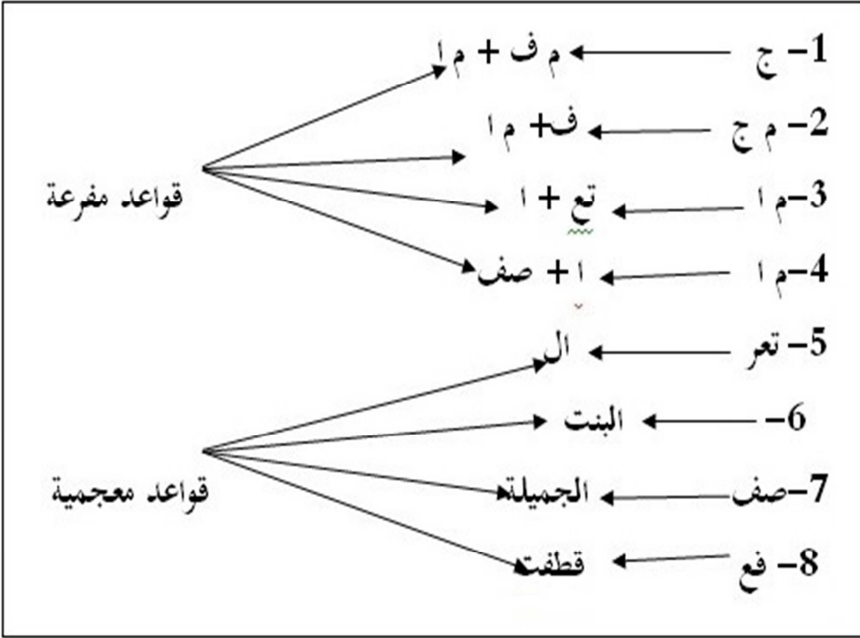 1- ج م ف + م ا
2- م ج ف+ م ا
3-م ا تع + ا
قواعد مفرعة
4-م ا ا + صف
5- تعر ال
6- البنت
7-صف الجميلة
قواعد معجمية
8- فع قطفت